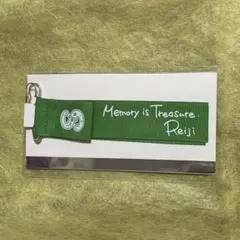 Memory is Treasure.
Reiji